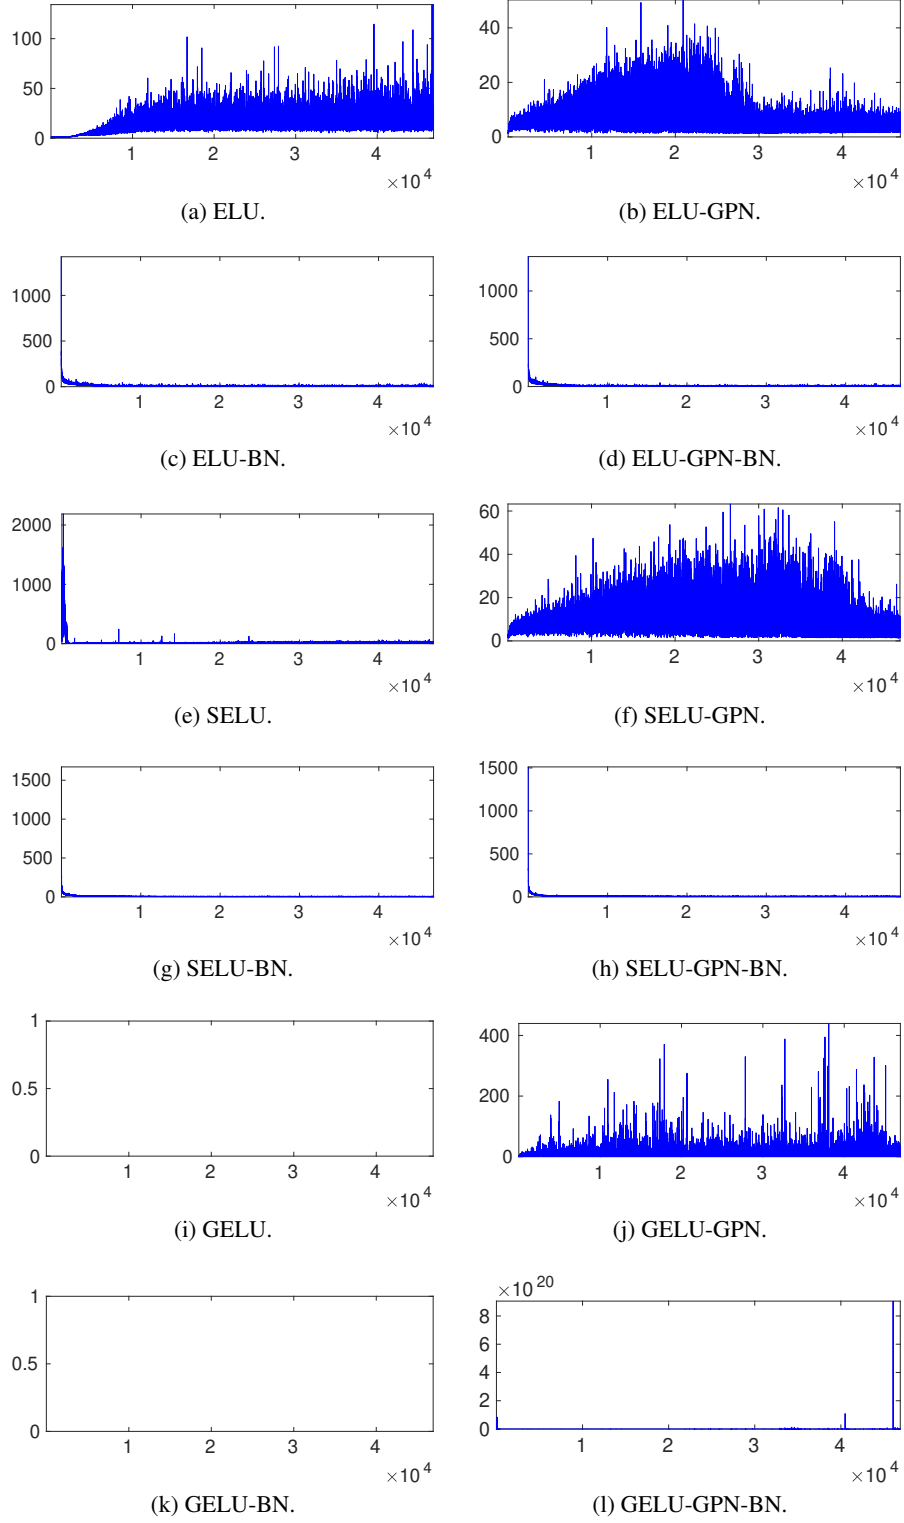 100
50
0
1 2 3 4
×10^4
(a) ELU.
40
20
0
1 2 3 4
×10^4
(b) ELU-GPN.
1000
500
0
1 2 3 4
×10^4
(c) ELU-BN.
1000
500
0
1 2 3 4
×10^4
(d) ELU-GPN-BN.
2000
1000
0
1 2 3 4
×10^4
(e) SELU.
60
40
20
0
1 2 3 4
×10^4
(f) SELU-GPN.
1500
1000
500
0
1 2 3 4
×10^4
(g) SELU-BN.
1500
1000
500
0
1 2 3 4
×10^4
(h) SELU-GPN-BN.
1
0.5
0
1 2 3 4
×10^4
(i) GELU.
400
200
0
1 2 3 4
×10^4
(j) GELU-GPN.
1
0.5
0
1 2 3 4
×10^4
(k) GELU-BN.
×10^20
8
6
4
2
0
1 2 3 4
×10^4
(l) GELU-GPN-BN.